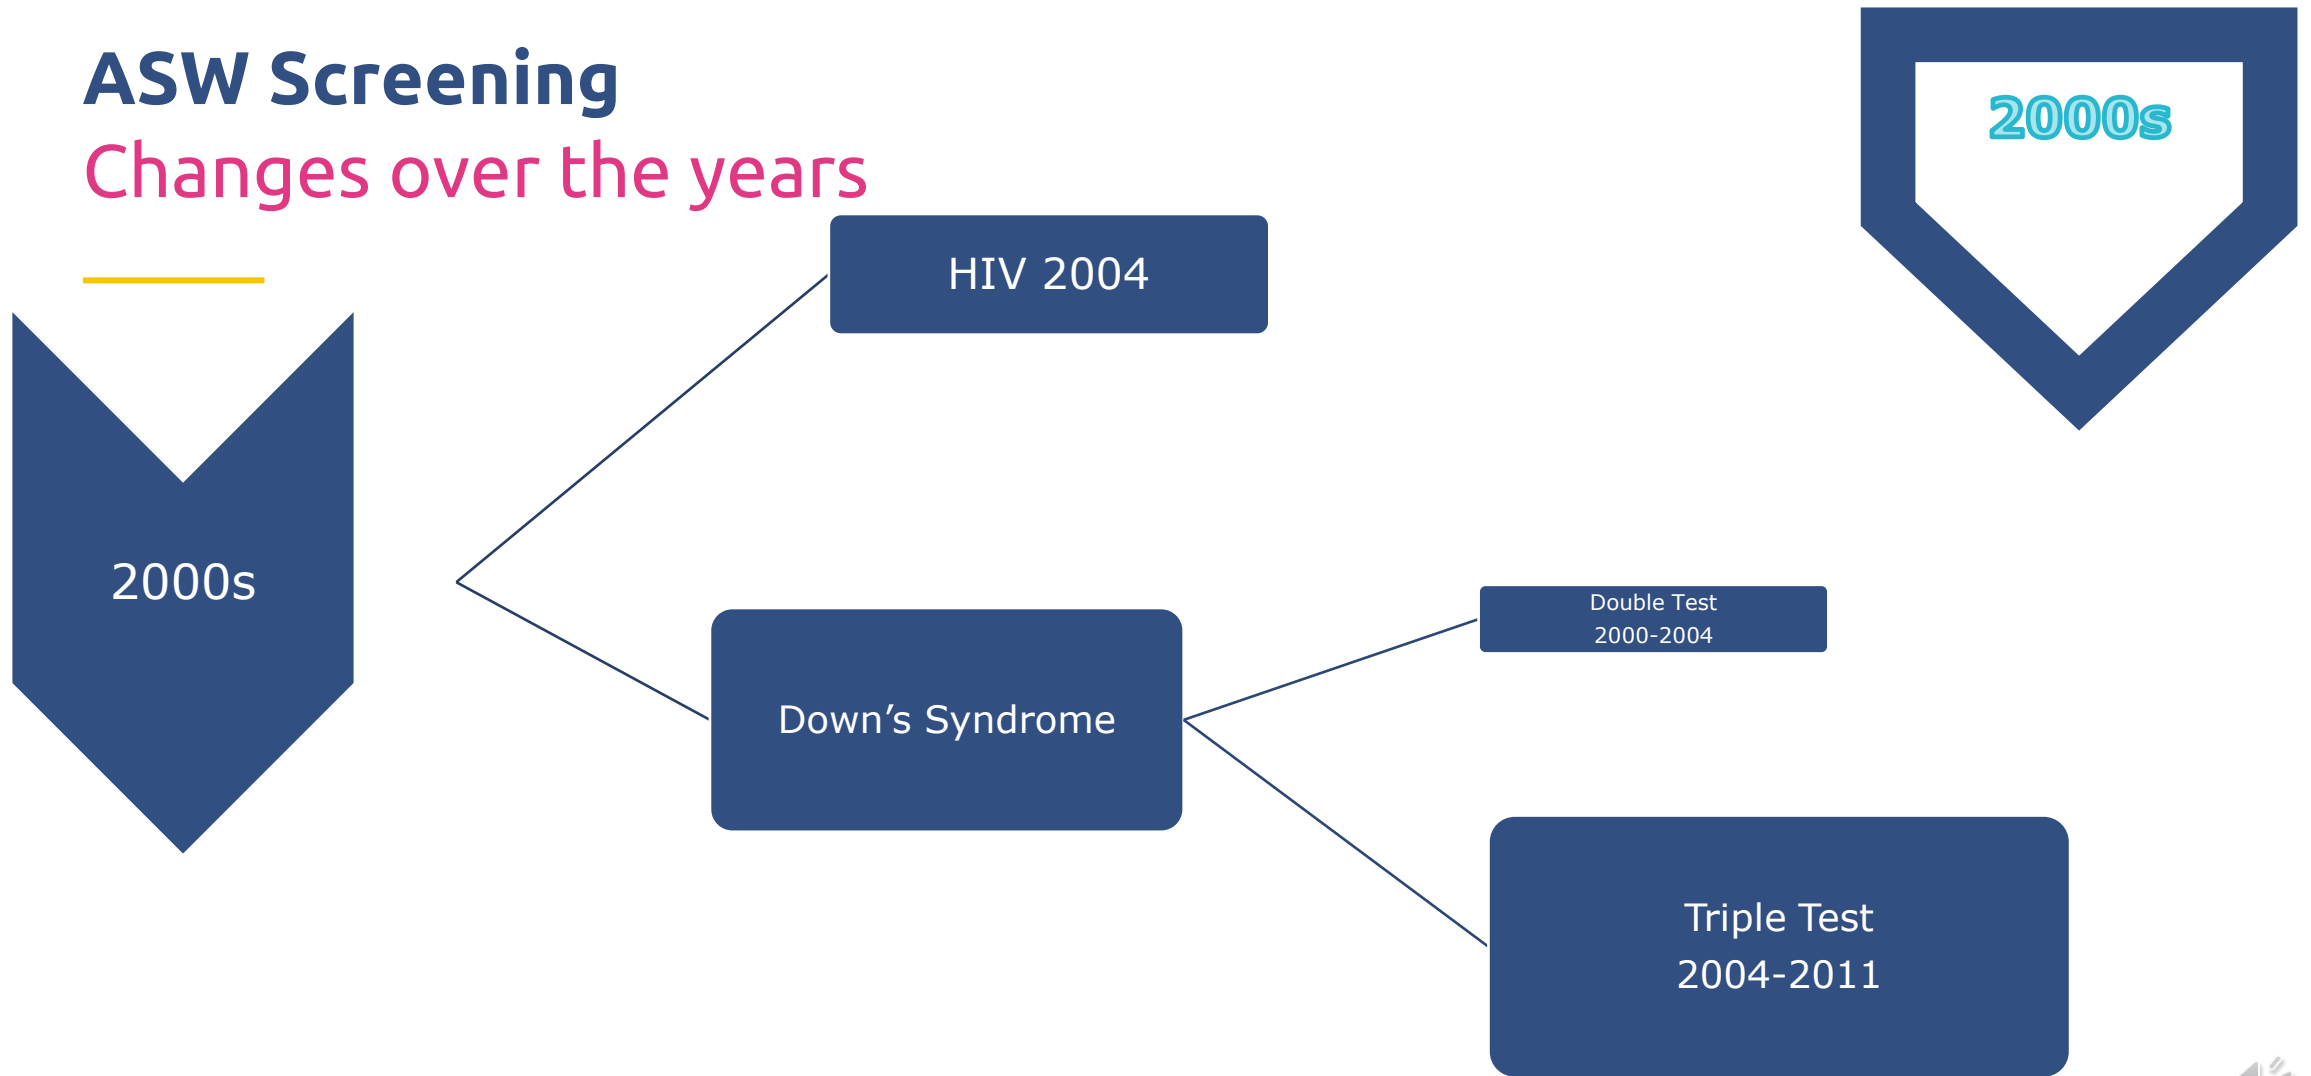 ASW Screening
Changes over the years
2000s
HIV 2004
2000s
Double Test
2000-2004
Down’s Syndrome
Triple Test
2004-2011